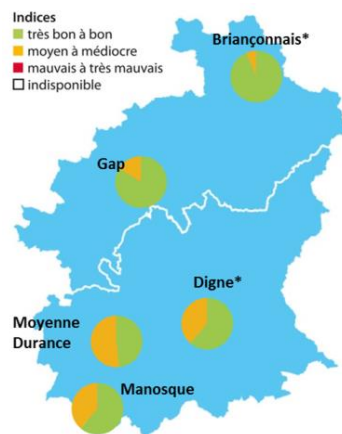 Indices
très bon à bon
moyen à médiocre
mauvais à très mauvais
indisponible
Briançonnais*
Gap
Digne*
Moyenne
Durance
Manosque